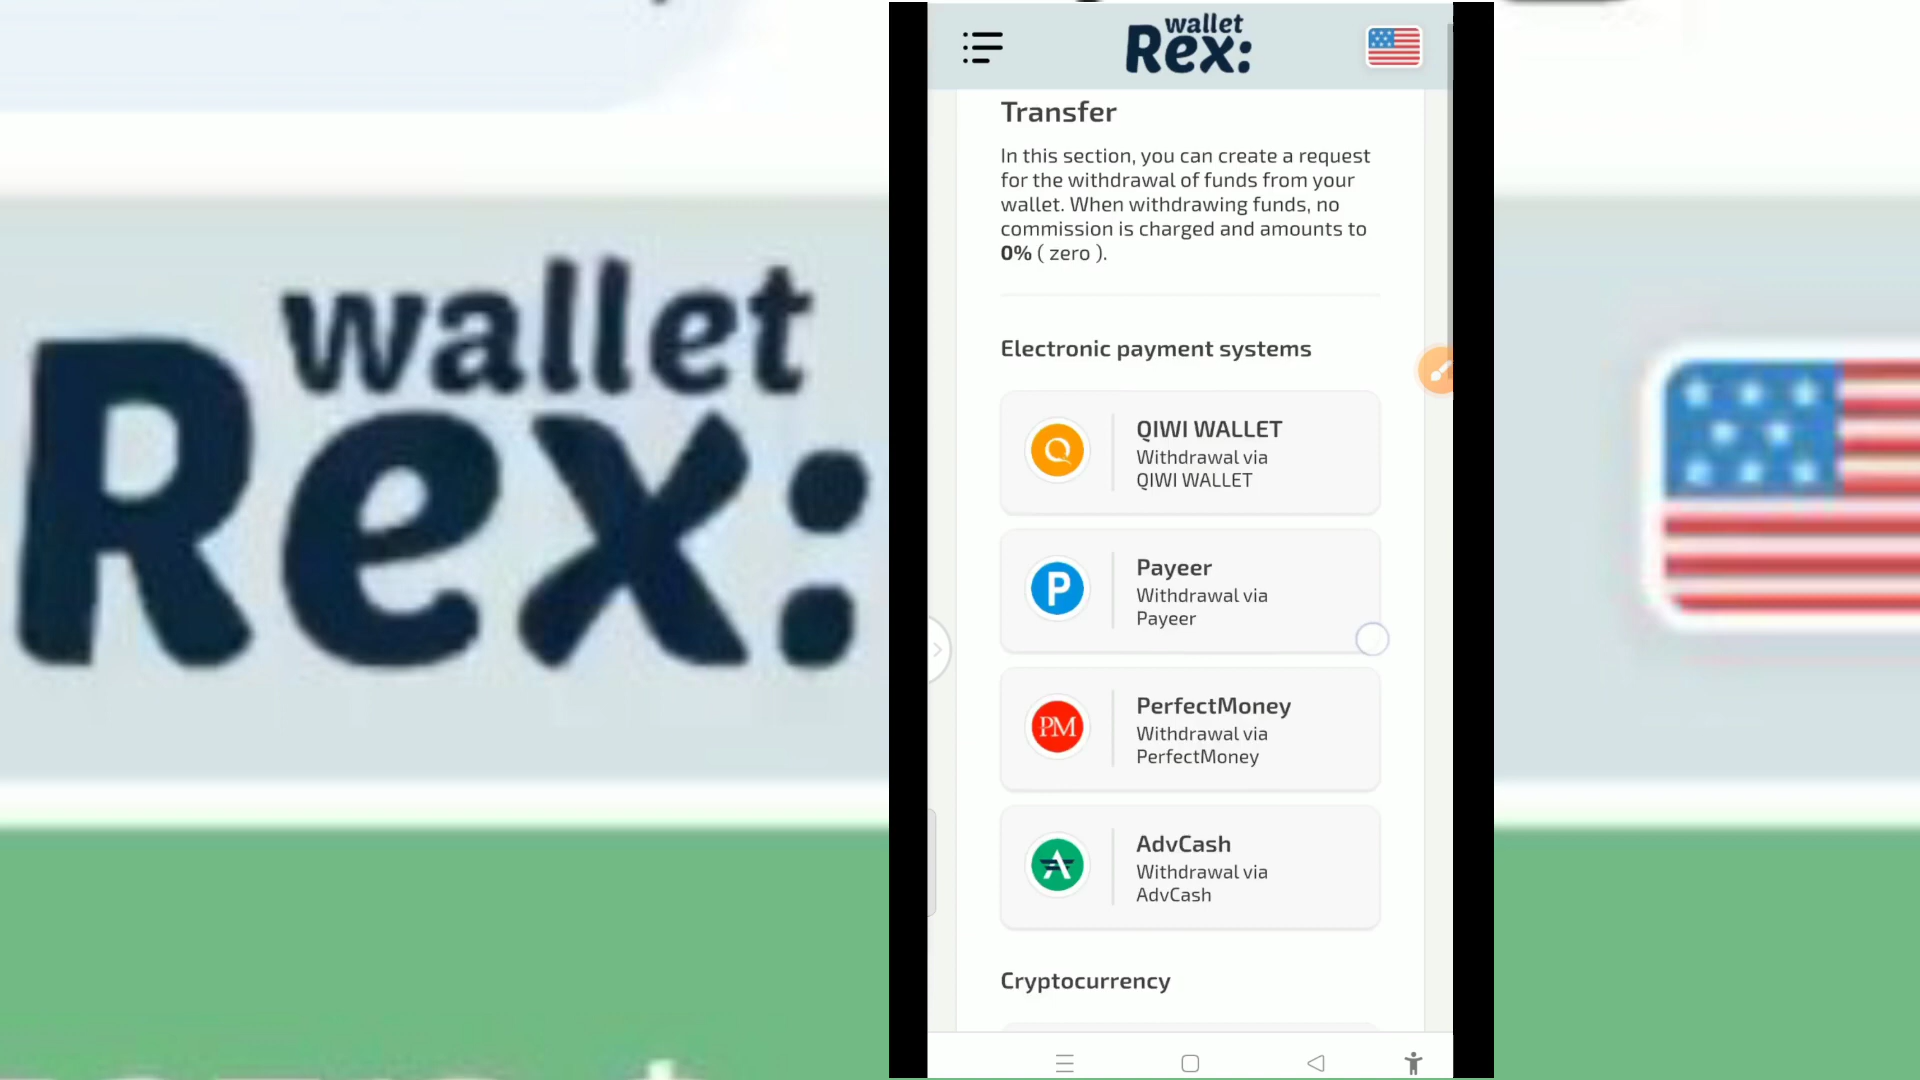 wallet
Rex:
wallet
Rex:
Transfer
In this section, you can create a request
for the withdrawal of funds from your
wallet. When withdrawing funds, no
commission is charged and amounts to
0% ( zero ).
Electronic payment systems
QIWI WALLET
Withdrawal via
QIWI WALLET
P
Payeer
Withdrawal via
Payeer
PM
PerfectMoney
Withdrawal via
PerfectMoney
AdvCash
Withdrawal via
AdvCash
Cryptocurrency